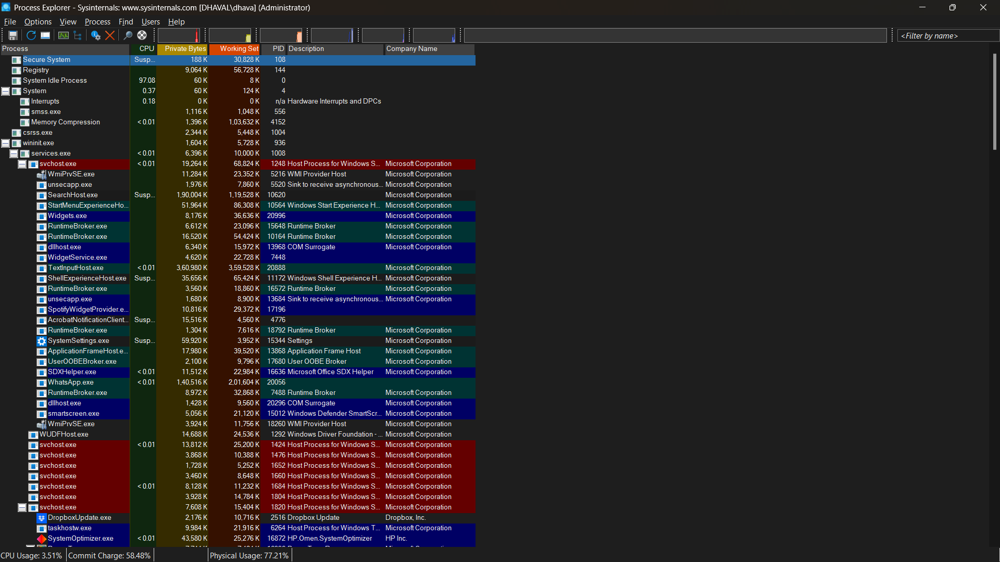 Process Explorer - Sysinternals: www.sysinternals.com [DHAVAL\dhava] (Administrator)
File Options View Process Find Users Help
<Filter by name>
Process CPU Private Bytes Working Set PID Description Company Name
Secure System Susp... 188 K 30,828 K 108
Registry 9,064 K 56,728 K 144
System Idle Process 97.08 60 K 8 K 0
System 0.37 60 K 124 K 4
Interrupts 0.18 0 K 0 K n/a Hardware Interrupts and DPCs
smss.exe 1,116 K 1,048 K 556
Memory Compression < 0.01 1,396 K 1,03,632 K 4152
csrss.exe 2,344 K 5,448 K 1004
wininit.exe 1,604 K 5,728 K 936
services.exe < 0.01 6,396 K 10,000 K 1008
svchost.exe < 0.01 19,264 K 68,824 K 1248 Host Process for Windows S... Microsoft Corporation
WmiPrvSE.exe 11,284 K 23,352 K 5216 WMI Provider Host Microsoft Corporation
unsecapp.exe 1,976 K 7,860 K 5520 Sink to receive asynchronous... Microsoft Corporation
SearchHost.exe Susp... 1,90,004 K 1,19,528 K 10620 Microsoft Corporation
StartMenuExperienceHo... 51,964 K 86,308 K 10564 Windows Start Experience H... Microsoft Corporation
Widgets.exe 8,176 K 36,636 K 20996 Microsoft Corporation
RuntimeBroker.exe 6,612 K 23,096 K 15648 Runtime Broker Microsoft Corporation
RuntimeBroker.exe 16,520 K 54,424 K 10164 Runtime Broker Microsoft Corporation
dllhost.exe 6,340 K 15,972 K 13968 COM Surrogate Microsoft Corporation
WidgetService.exe 4,620 K 22,728 K 7448
TextInputHost.exe < 0.01 3,60,980 K 3,59,528 K 20888 Microsoft Corporation
ShellExperienceHost.exe Susp... 35,656 K 65,424 K 11172 Windows Shell Experience H... Microsoft Corporation
RuntimeBroker.exe 3,560 K 18,860 K 16572 Runtime Broker Microsoft Corporation
unsecapp.exe 1,680 K 8,900 K 13684 Sink to receive asynchronous... Microsoft Corporation
SpotifyWidgetProvider.e... 10,816 K 29,372 K 17196
AcrobatNotificationClient... Susp... 15,516 K 4,560 K 4776
RuntimeBroker.exe 1,304 K 7,616 K 18792 Runtime Broker Microsoft Corporation
SystemSettings.exe Susp... 59,920 K 3,952 K 15344 Settings Microsoft Corporation
ApplicationFrameHost.e... 17,980 K 39,520 K 13868 Application Frame Host Microsoft Corporation
UserOOBEBroker.exe 2,100 K 9,796 K 17680 User OOBE Broker Microsoft Corporation
SDXHelper.exe < 0.01 11,512 K 22,984 K 16636 Microsoft Office SDX Helper Microsoft Corporation
WhatsApp.exe < 0.01 1,40,516 K 2,01,604 K 20056
RuntimeBroker.exe 8,972 K 32,868 K 7488 Runtime Broker Microsoft Corporation
dllhost.exe 1,428 K 9,560 K 20296 COM Surrogate Microsoft Corporation
smartscreen.exe 5,056 K 21,120 K 15012 Windows Defender SmartScr... Microsoft Corporation
WmiPrvSE.exe 3,924 K 11,756 K 18260 WMI Provider Host Microsoft Corporation
WUDFHost.exe 14,688 K 24,536 K 1292 Windows Driver Foundation - ... Microsoft Corporation
svchost.exe < 0.01 13,812 K 25,200 K 1424 Host Process for Windows S... Microsoft Corporation
svchost.exe 3,868 K 10,388 K 1476 Host Process for Windows S... Microsoft Corporation
svchost.exe 1,728 K 5,252 K 1652 Host Process for Windows S... Microsoft Corporation
svchost.exe 3,460 K 8,648 K 1660 Host Process for Windows S... Microsoft Corporation
svchost.exe < 0.01 8,128 K 11,232 K 1684 Host Process for Windows S... Microsoft Corporation
svchost.exe 3,928 K 14,784 K 1804 Host Process for Windows S... Microsoft Corporation
svchost.exe 7,608 K 15,404 K 1820 Host Process for Windows S... Microsoft Corporation
DropboxUpdate.exe 2,176 K 10,716 K 2516 Dropbox Update Dropbox, Inc.
taskhostw.exe 9,984 K 21,916 K 6264 Host Process for Windows T... Microsoft Corporation
SystemOptimizer.exe < 0.01 43,580 K 25,276 K 16872 HP.Omen.SystemOptimizer HP Inc.
CPU Usage: 3.51% Commit Charge: 58.48% Physical Usage: 77.21%